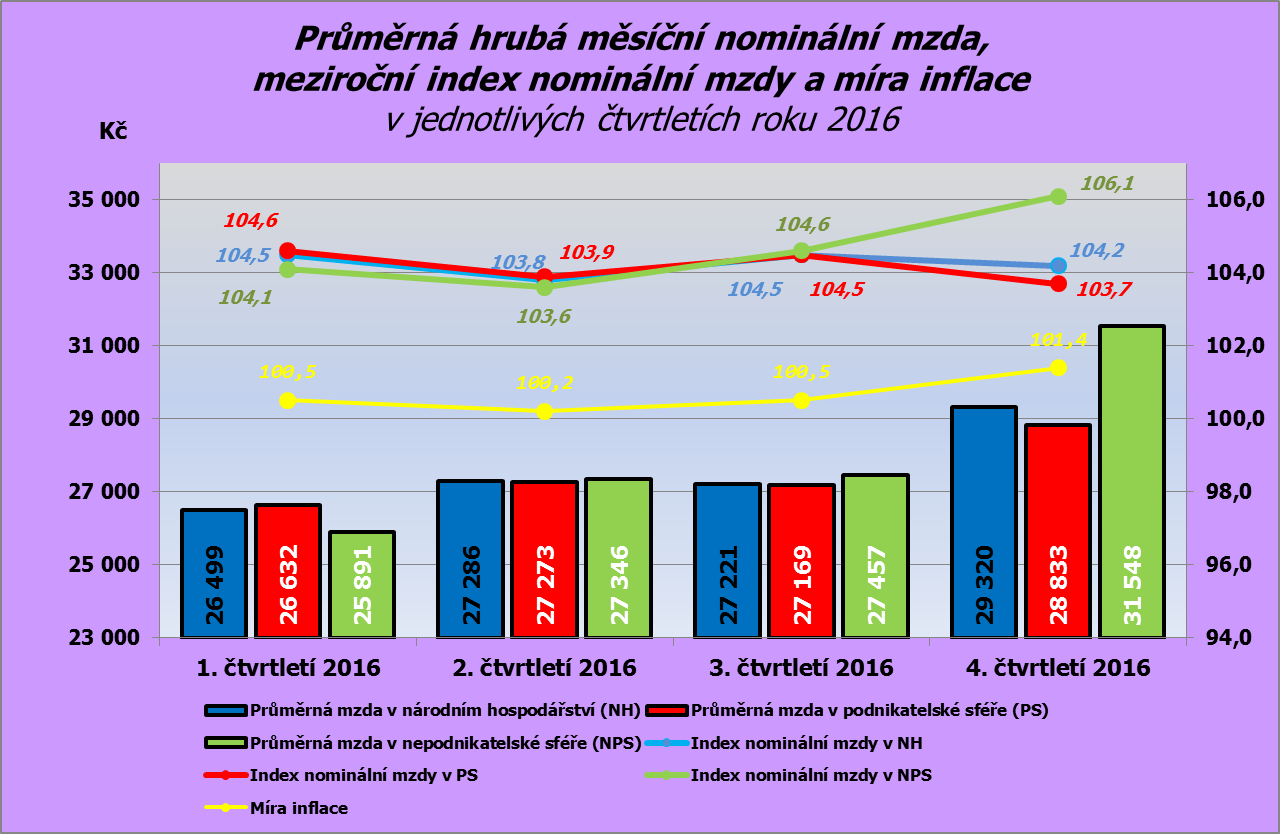 Průměrná hrubá měsíční nominální mzda,
meziroční index nominální mzdy a míra inflace
v jednotlivých čtvrtletích roku 2016
Kč
35 000
33 000
31 000
29 000
27 000
25 000
23 000
106,0
104,0
102,0
100,0
98,0
96,0
94,0
104,6
104,5
104,1
103,8
103,9
103,6
104,6
104,5
104,5
106,1
104,2
103,7
100,5
100,2
100,5
101,4
26 499
26 632
25 891
27 286
27 273
27 346
27 221
27 169
27 457
29 320
28 833
31 548
1. čtvrtletí 2016
2. čtvrtletí 2016
3. čtvrtletí 2016
4. čtvrtletí 2016
Průměrná mzda v národním hospodářství (NH)
Průměrná mzda v podnikatelské sféře (PS)
Průměrná mzda v nepodnikatelské sféře (NPS)
Index nominální mzdy v NH
Index nominální mzdy v PS
Index nominální mzdy v NPS
Míra inflace